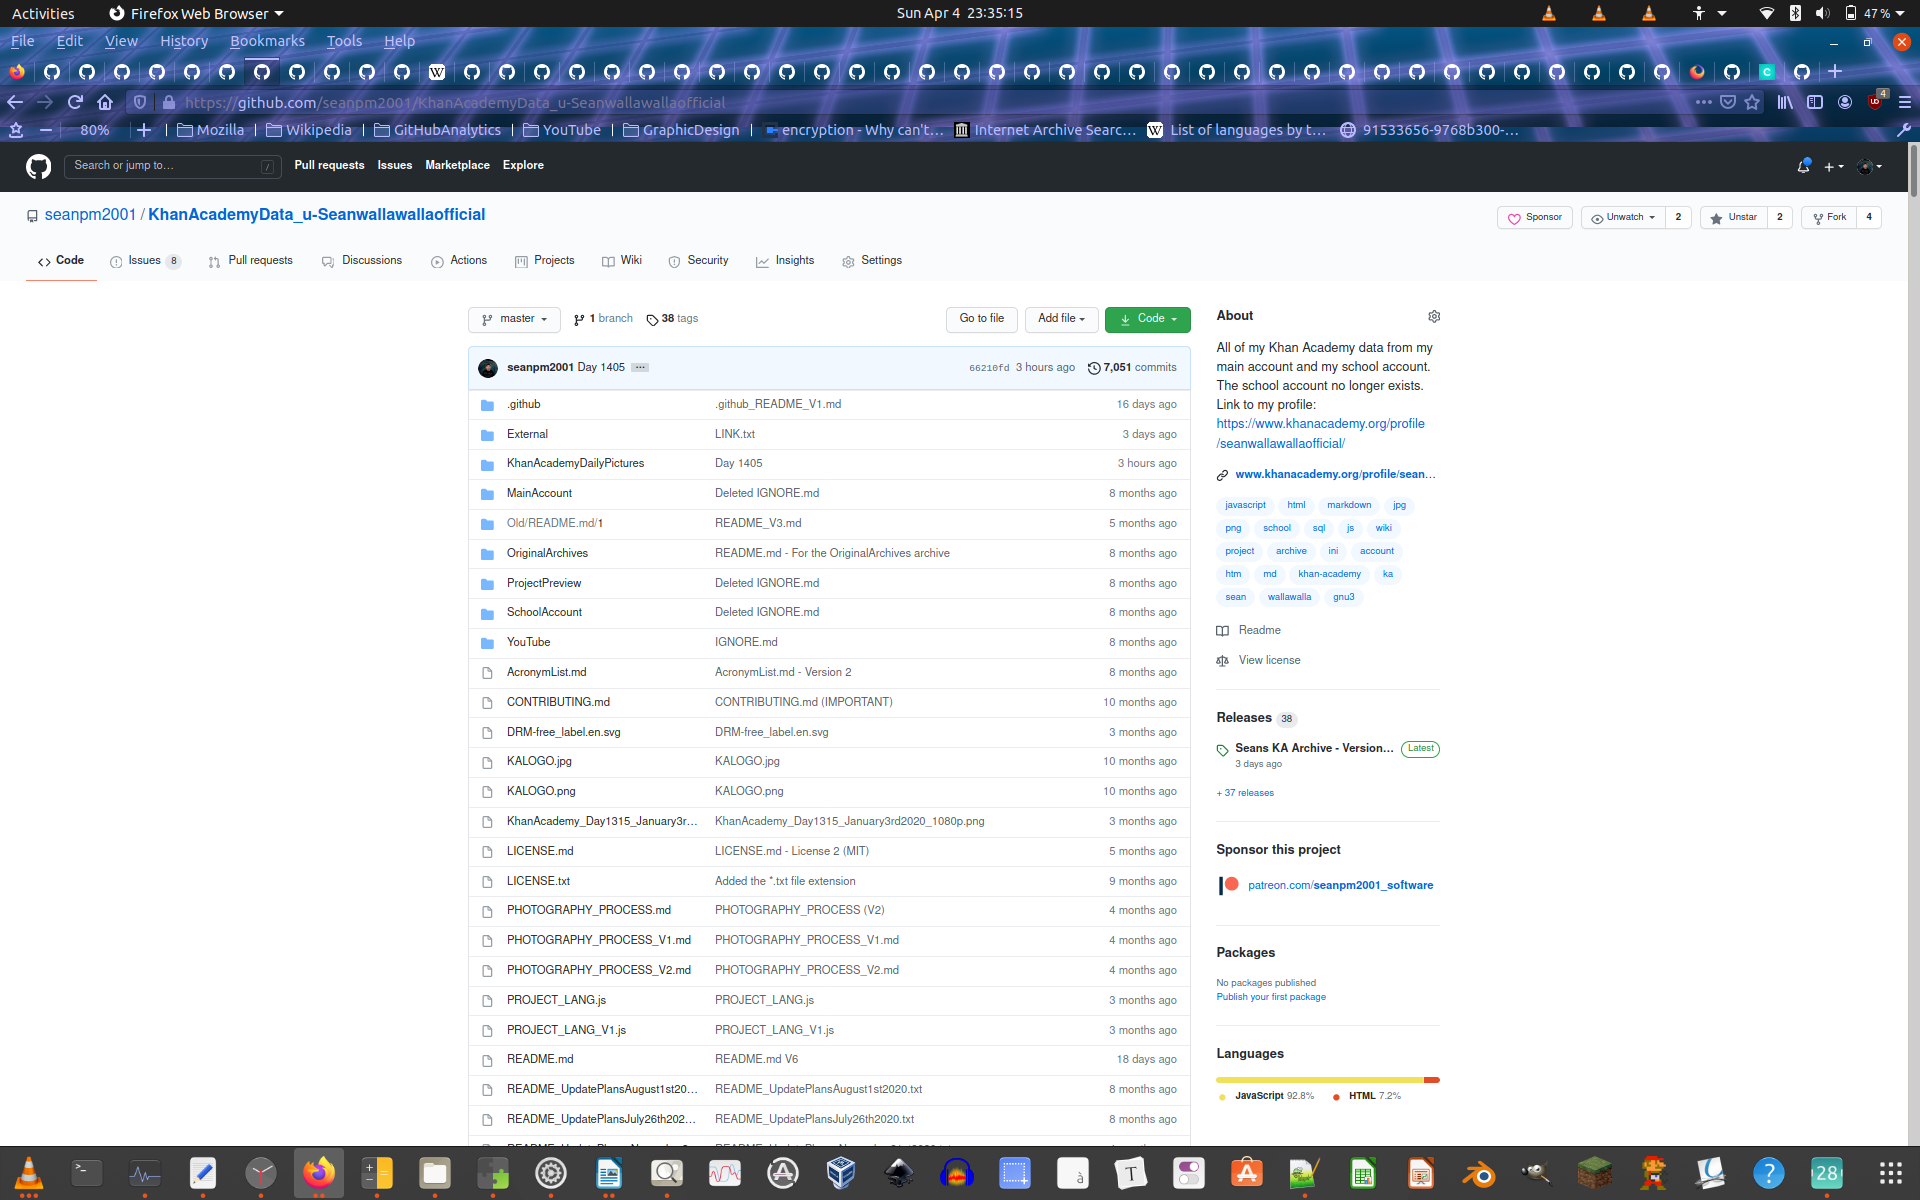 Activities
Firefox Web Browser
Sun Apr 4  23:35:15
47 %
File Edit View History Bookmarks Tools Help
https://github.com/seanpm2001/KhanAcademyData_u-Seanwallawallaofficial
4
80%
Mozilla
Wikipedia
GitHubAnalytics
YouTube
GraphicDesign
encryption - Why can't…
Internet Archive Searc…
List of languages by t…
91533656-9768b300-…
Search or jump to…
/
Pull requests Issues Marketplace Explore
seanpm2001 / KhanAcademyData_u-Seanwallawallaofficial
Sponsor
Unwatch 2
Unstar 2
Fork 4
Code
Issues 8
Pull requests
Discussions
Actions
Projects
Wiki
Security
Insights
Settings
master
1 branch
38 tags
Go to file
Add file
Code
seanpm2001 Day 1405 ... 66210fd 3 hours ago 7,051 commits
.github .github_README_V1.md 16 days ago
External LINK.txt 3 days ago
KhanAcademyDailyPictures Day 1405 3 hours ago
MainAccount Deleted IGNORE.md 8 months ago
Old/README.md/1 README_V3.md 5 months ago
OriginalArchives README.md - For the OriginalArchives archive 8 months ago
ProjectPreview Deleted IGNORE.md 8 months ago
SchoolAccount Deleted IGNORE.md 8 months ago
YouTube IGNORE.md 8 months ago
AcronymList.md AcronymList.md - Version 2 8 months ago
CONTRIBUTING.md CONTRIBUTING.md (IMPORTANT) 10 months ago
DRM-free_label.en.svg DRM-free_label.en.svg 3 months ago
KALOGO.jpg KALOGO.jpg 10 months ago
KALOGO.png KALOGO.png 10 months ago
KhanAcademy_Day1315_January3r… KhanAcademy_Day1315_January3rd2020_1080p.png 3 months ago
LICENSE.md LICENSE.md - License 2 (MIT) 5 months ago
LICENSE.txt Added the *.txt file extension 9 months ago
PHOTOGRAPHY_PROCESS.md PHOTOGRAPHY_PROCESS (V2) 4 months ago
PHOTOGRAPHY_PROCESS_V1.md PHOTOGRAPHY_PROCESS_V1.md 4 months ago
PHOTOGRAPHY_PROCESS_V2.md PHOTOGRAPHY_PROCESS_V2.md 4 months ago
PROJECT_LANG.js PROJECT_LANG.js 3 months ago
PROJECT_LANG_V1.js PROJECT_LANG_V1.js 3 months ago
README.md README.md V6 18 days ago
README_UpdatePlansAugust1st20… README_UpdatePlansAugust1st2020.txt 8 months ago
README_UpdatePlansJuly26th202… README_UpdatePlansJuly26th2020.txt 8 months ago
About
All of my Khan Academy data from my
main account and my school account.
The school account no longer exists.
Link to my profile:
https://www.khanacademy.org/profile
/seanwallawallaofficial/
www.khanacademy.org/profile/sean…
javascript html markdown jpg
png school sql js wiki
project archive ini account
htm md khan-academy ka
sean wallawalla gnu3
Readme
View license
Releases 38
Seans KA Archive - Version… Latest
3 days ago
+ 37 releases
Sponsor this project
patreon.com/seanpm2001_software
Packages
No packages published
Publish your first package
Languages
JavaScript 92.8% HTML 7.2%
28